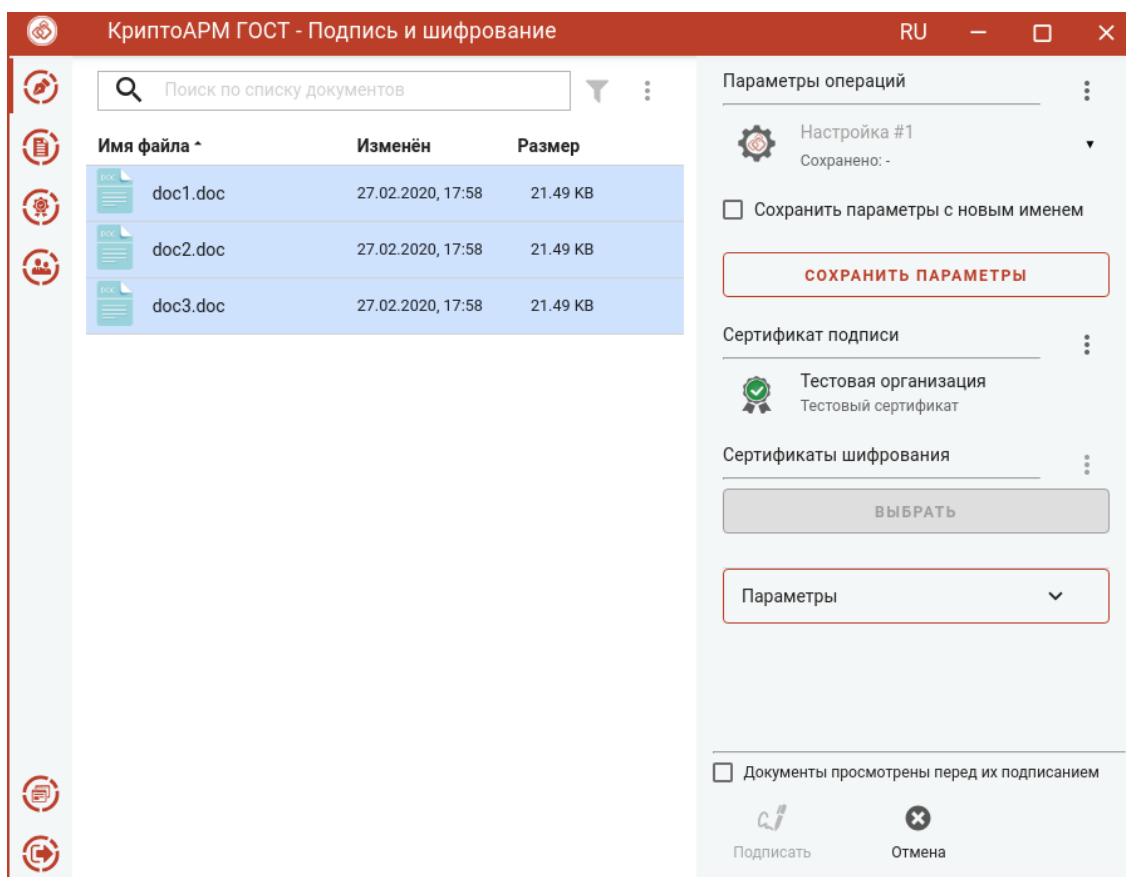 КриптоАРМ ГОСТ - Подпись и шифрование RU
Поиск по списку документов
Имя файла Изменён Размер
DOC doc1.doc 27.02.2020, 17:58 21.49 KB
DOC doc2.doc 27.02.2020, 17:58 21.49 KB
DOC doc3.doc 27.02.2020, 17:58 21.49 KB
Параметры операций
Настройка #1
Сохранено: -
Сохранить параметры с новым именем
СОХРАНИТЬ ПАРАМЕТРЫ
Сертификат подписи
Тестовая организация
Тестовый сертификат
Сертификаты шифрования
ВЫБРАТЬ
Параметры
Документы просмотрены перед их подписанием
Подписать Отмена